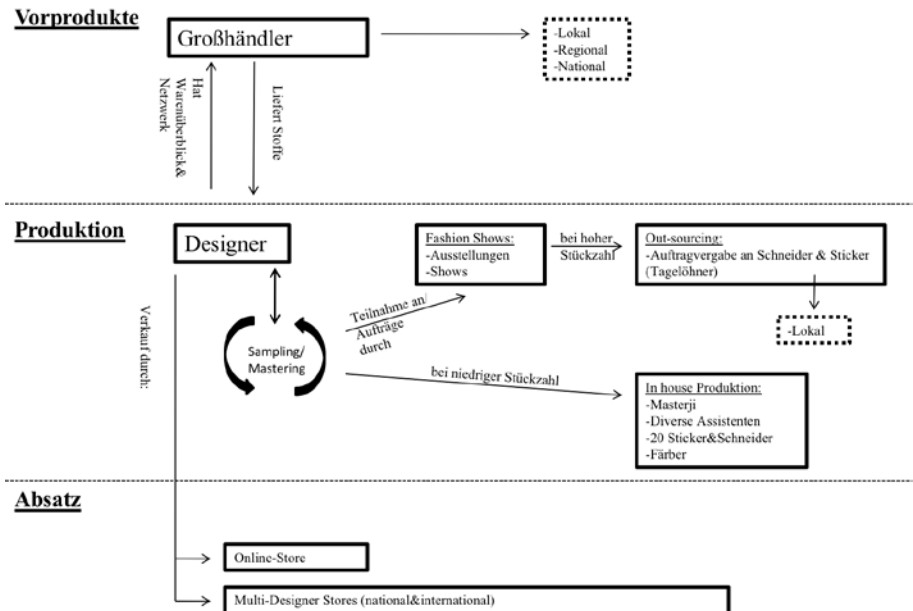 Vorprodukte
Großhändler
-Lokal
-Regional
-National
Hat
Warenüberblick&
Netzwerk
Liefert Stoffe
Produktion
Designer
Fashion Shows:
-Ausstellungen
-Shows
bei hoher
Stückzahl
Out-sourcing:
-Auftragvergabe an Schneider & Sticker
(Tagelöhner)
-Lokal
Verkauf durch:
Sampling/
Mastering
Teilnahme an/
Aufträge
durch
bei niedriger Stückzahl
In house Produktion:
-Masterji
-Diverse Assistenten
-20 Sticker&Schneider
-Färber
Absatz
Online-Store
Multi-Designer Stores (national&international)